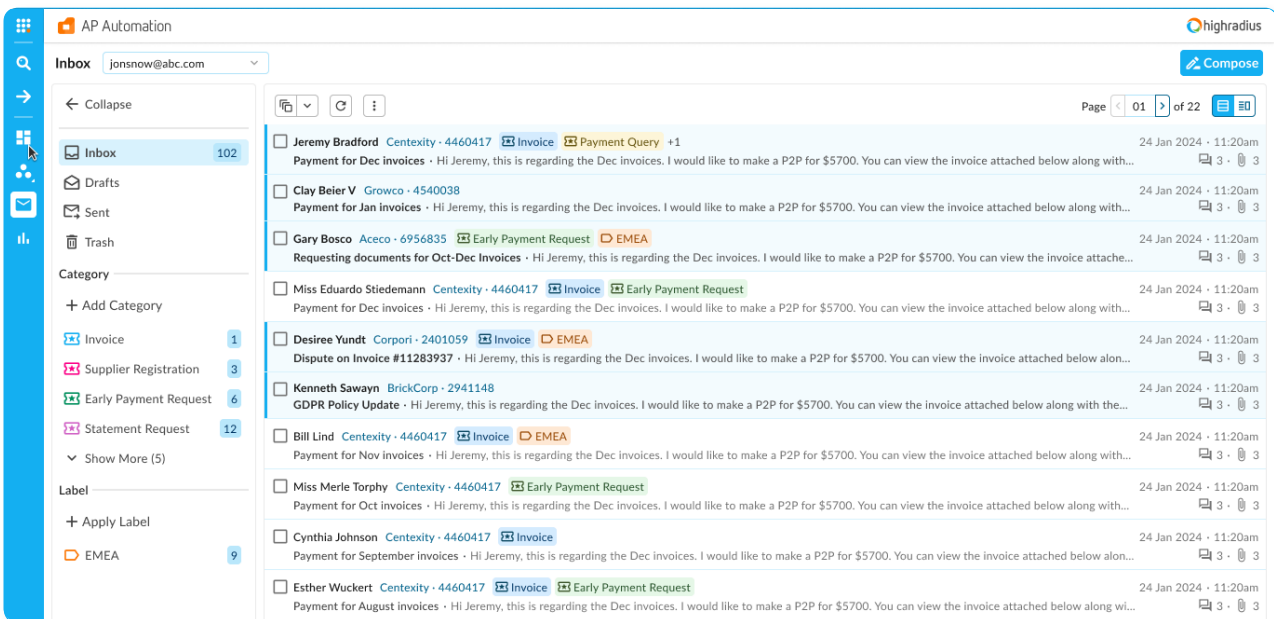 AP Automation
highradius
Inbox jonsnow@abc.com
Compose
Collapse
Page 01 of 22
Inbox 102
Drafts
Sent
Trash
Category
+ Add Category
Invoice 1
Supplier Registration 3
Early Payment Request 6
Statement Request 12
Show More (5)
Label
+ Apply Label
EMEA 9
Jeremy Bradford Centexity · 4460417 Invoice Payment Query +1 24 Jan 2024 · 11:20am
Payment for Dec invoices · Hi Jeremy, this is regarding the Dec invoices. I would like to make a P2P for $5700. You can view the invoice attached below along with... 3 · 3
Clay Beier V Growco · 4540038 24 Jan 2024 · 11:20am
Payment for Jan invoices · Hi Jeremy, this is regarding the Dec invoices. I would like to make a P2P for $5700. You can view the invoice attached below along with... 3 · 3
Gary Bosco Aceco · 6956835 Early Payment Request EMEA 24 Jan 2024 · 11:20am
Requesting documents for Oct-Dec Invoices · Hi Jeremy, this is regarding the Dec invoices. I would like to make a P2P for $5700. You can view the invoice attache... 3 · 3
Miss Eduardo Stiedemann Centexity · 4460417 Invoice Early Payment Request 24 Jan 2024 · 11:20am
Payment for Dec invoices · Hi Jeremy, this is regarding the Dec invoices. I would like to make a P2P for $5700. You can view the invoice attached below along with... 3 · 3
Desiree Yundt Corpori · 2401059 Invoice EMEA 24 Jan 2024 · 11:20am
Dispute on Invoice #11283937 · Hi Jeremy, this is regarding the Dec invoices. I would like to make a P2P for $5700. You can view the invoice attached below alon... 3 · 3
Kenneth Sawayn BrickCorp · 2941148 24 Jan 2024 · 11:20am
GDPR Policy Update · Hi Jeremy, this is regarding the Dec invoices. I would like to make a P2P for $5700. You can view the invoice attached below along with the... 3 · 3
Bill Lind Centexity · 4460417 Invoice EMEA 24 Jan 2024 · 11:20am
Payment for Nov invoices · Hi Jeremy, this is regarding the Dec invoices. I would like to make a P2P for $5700. You can view the invoice attached below along with... 3 · 3
Miss Merle Torphy Centexity · 4460417 Early Payment Request 24 Jan 2024 · 11:20am
Payment for Oct invoices · Hi Jeremy, this is regarding the Dec invoices. I would like to make a P2P for $5700. You can view the invoice attached below along with... 3 · 3
Cynthia Johnson Centexity · 4460417 Invoice 24 Jan 2024 · 11:20am
Payment for September invoices · Hi Jeremy, this is regarding the Dec invoices. I would like to make a P2P for $5700. You can view the invoice attached below alon... 3 · 3
Esther Wuckert Centexity · 4460417 Invoice Early Payment Request 24 Jan 2024 · 11:20am
Payment for August invoices · Hi Jeremy, this is regarding the Dec invoices. I would like to make a P2P for $5700. You can view the invoice attached below along wi... 3 · 3